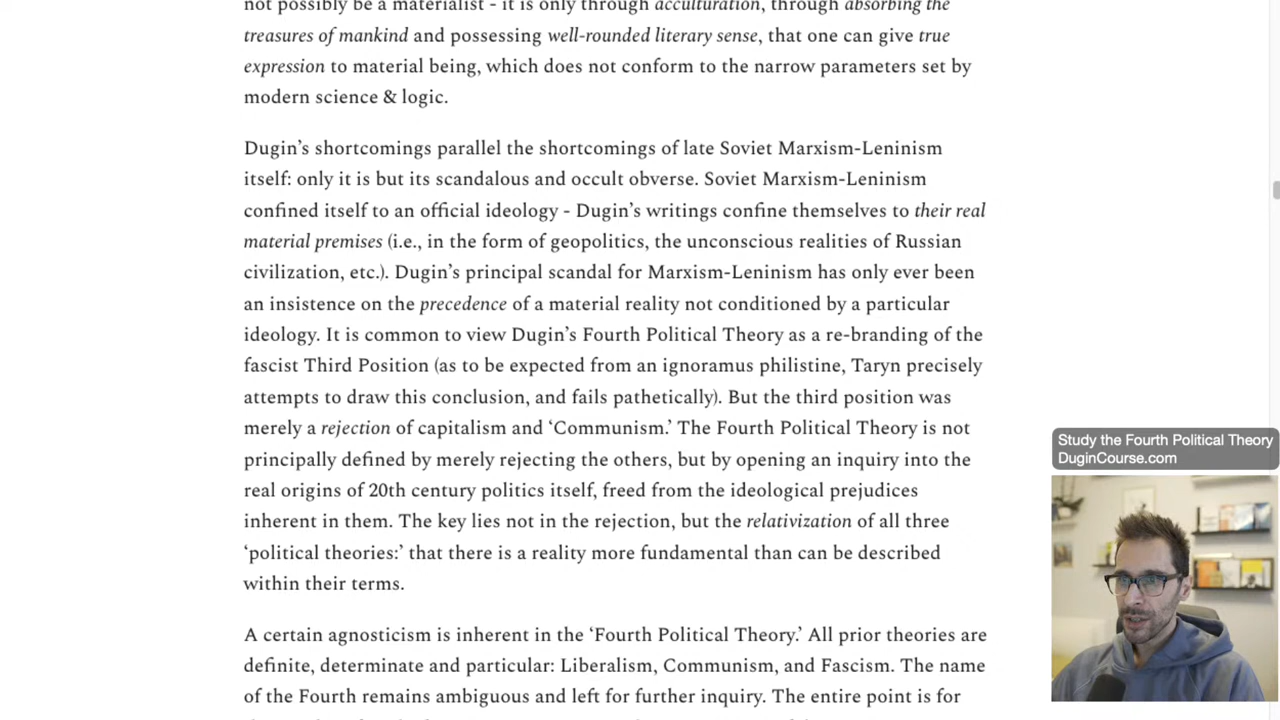 not possibly be a materialist - it is only through acculturation, through absorbing the
treasures of mankind and possessing well-rounded literary sense, that one can give true
expression to material being, which does not conform to the narrow parameters set by
modern science & logic.
Dugin’s shortcomings parallel the shortcomings of late Soviet Marxism-Leninism
itself: only it is but its scandalous and occult obverse. Soviet Marxism-Leninism
confined itself to an official ideology - Dugin’s writings confine themselves to their real
material premises (i.e., in the form of geopolitics, the unconscious realities of Russian
civilization, etc.). Dugin’s principal scandal for Marxism-Leninism has only ever been
an insistence on the precedence of a material reality not conditioned by a particular
ideology. It is common to view Dugin’s Fourth Political Theory as a re-branding of the
fascist Third Position (as to be expected from an ignoramus philistine, Taryn precisely
attempts to draw this conclusion, and fails pathetically). But the third position was
merely a rejection of capitalism and ‘Communism.’ The Fourth Political Theory is not
principally defined by merely rejecting the others, but by opening an inquiry into the
real origins of 20th century politics itself, freed from the ideological prejudices
inherent in them. The key lies not in the rejection, but the relativization of all three
‘political theories:’ that there is a reality more fundamental than can be described
within their terms.
A certain agnosticism is inherent in the ‘Fourth Political Theory.’ All prior theories are
definite, determinate and particular: Liberalism, Communism, and Fascism. The name
of the Fourth remains ambiguous and left for further inquiry. The entire point is for
Study the Fourth Political Theory
DuginCourse.com